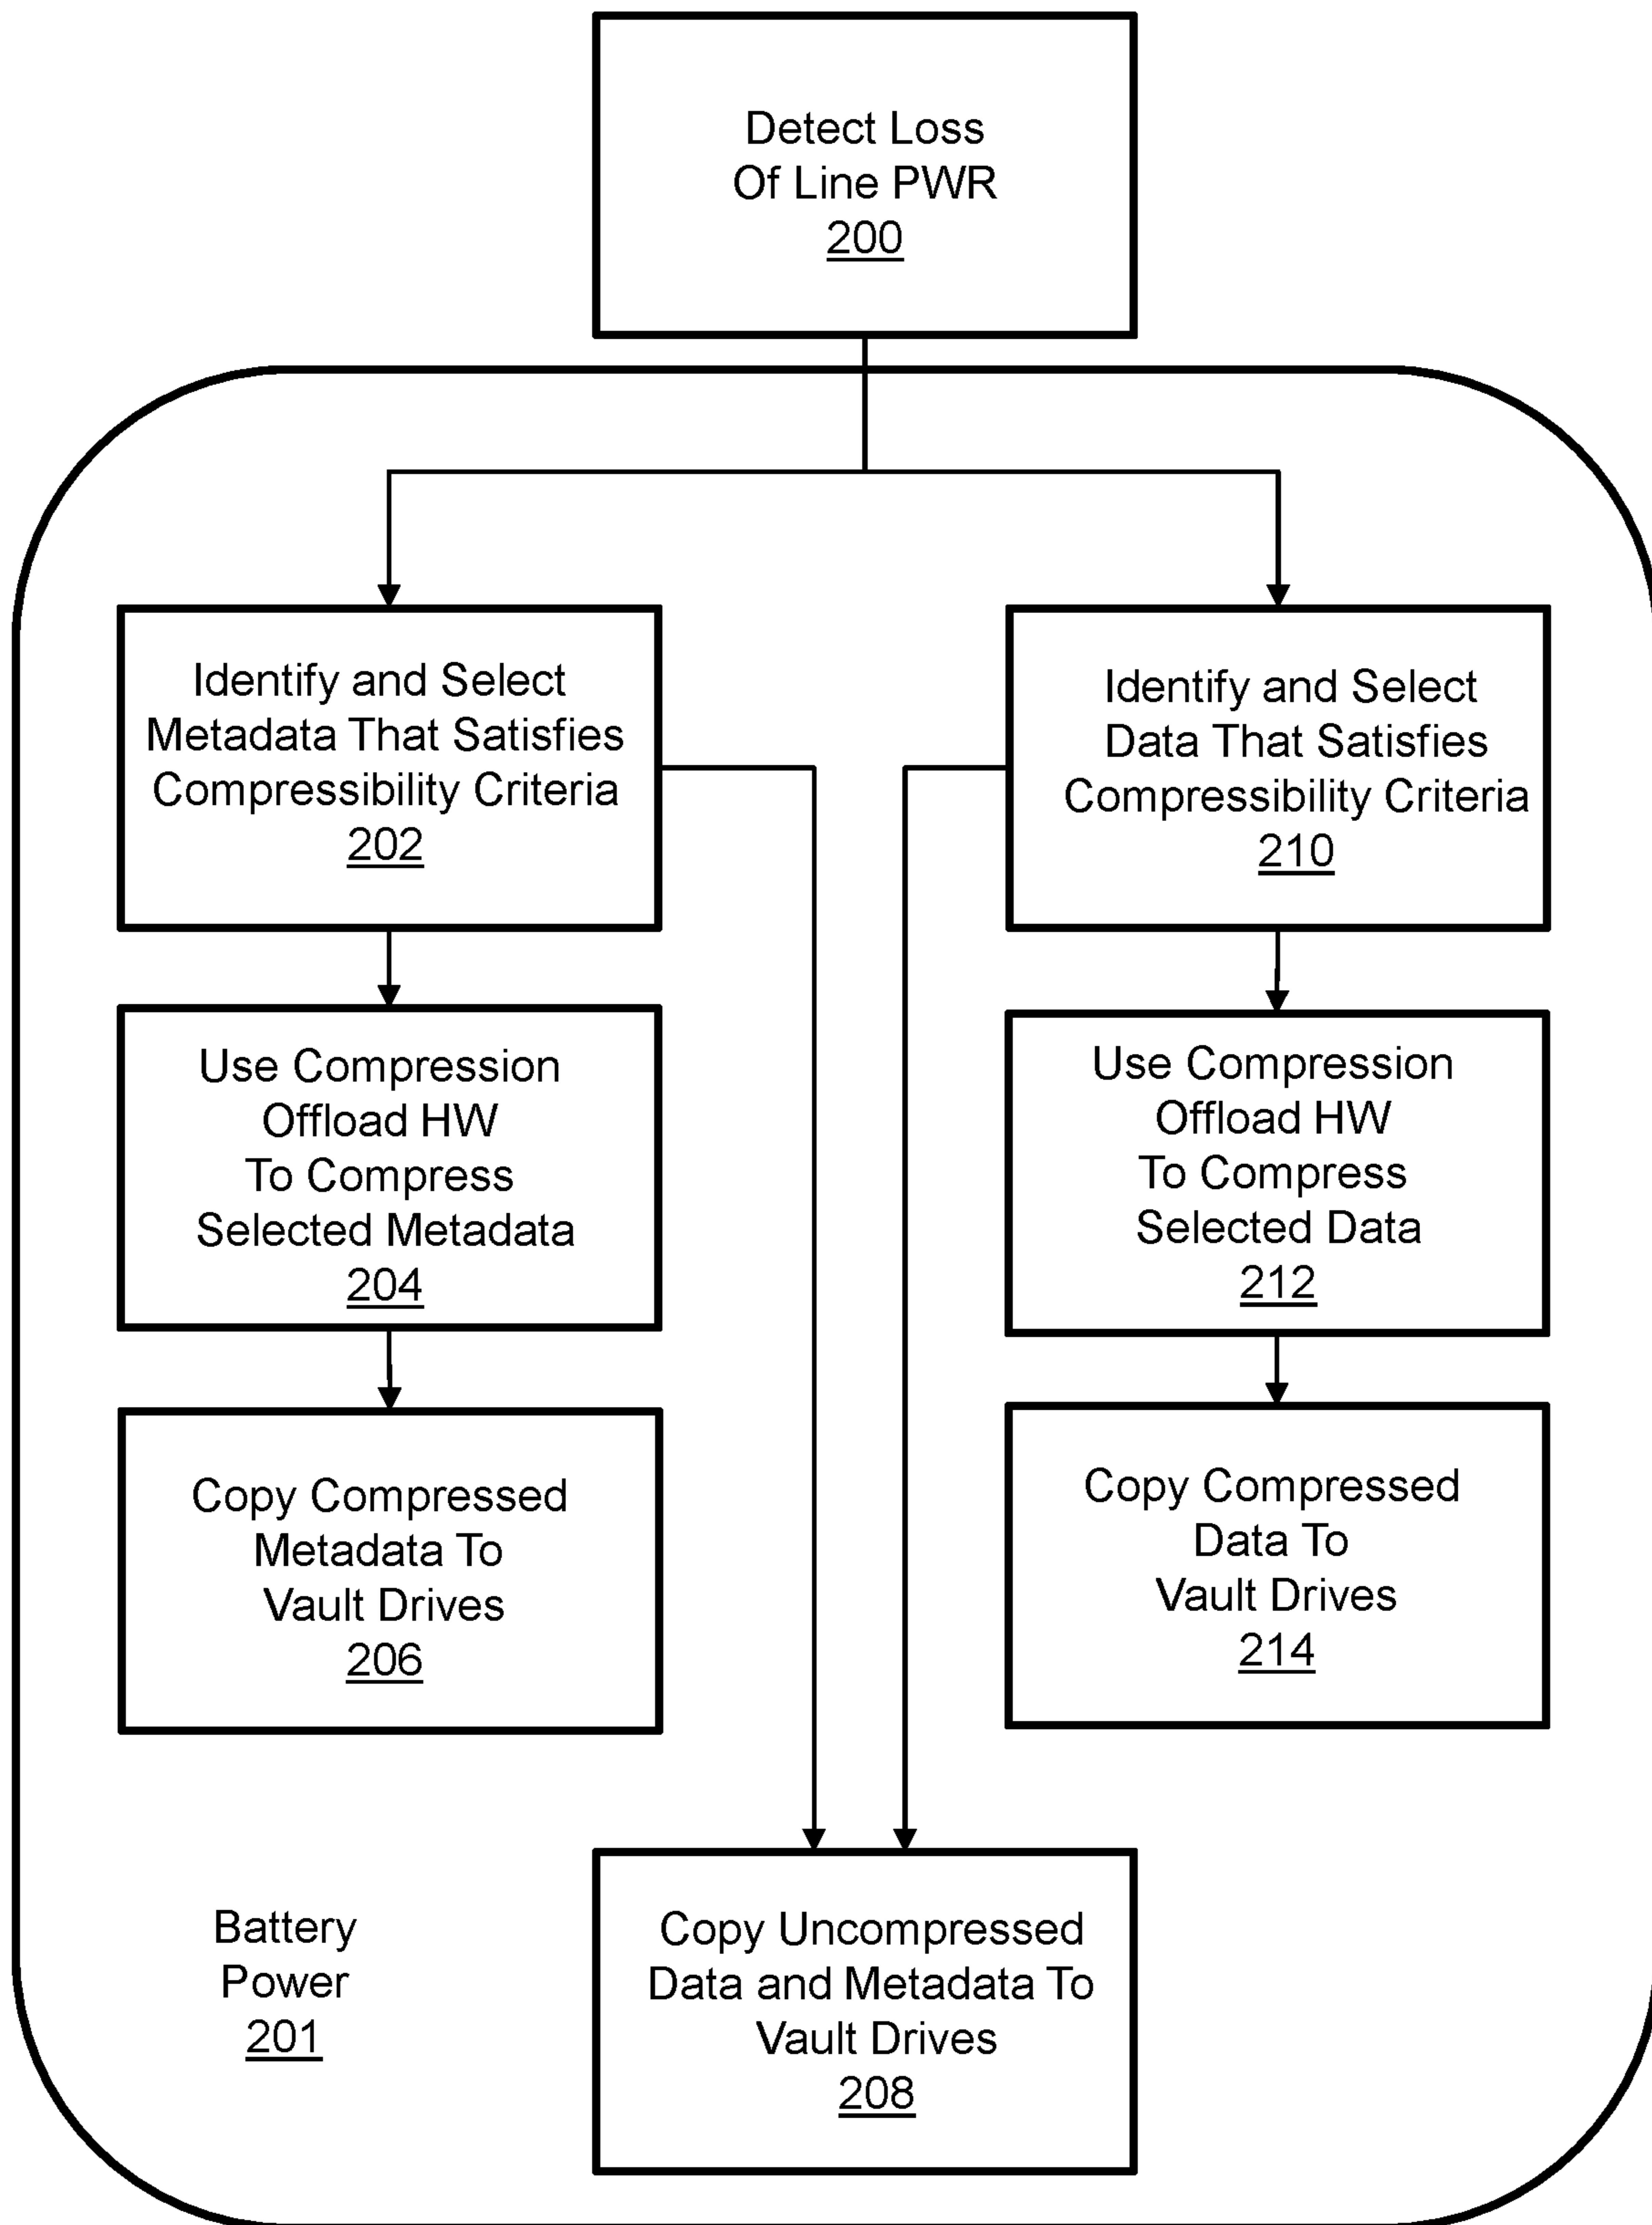 Detect Loss
Of Line PWR
200
Identify and Select
Metadata That Satisfies
Compressibility Criteria
202
Identify and Select
Data That Satisfies
Compressibility Criteria
210
Use Compression
Offload HW
To Compress
Selected Metadata
204
Use Compression
Offload HW
To Compress
Selected Data
212
Copy Compressed
Metadata To
Vault Drives
206
Copy Compressed
Data To
Vault Drives
214
Battery
Power
201
Copy Uncompressed
Data and Metadata To
Vault Drives
208